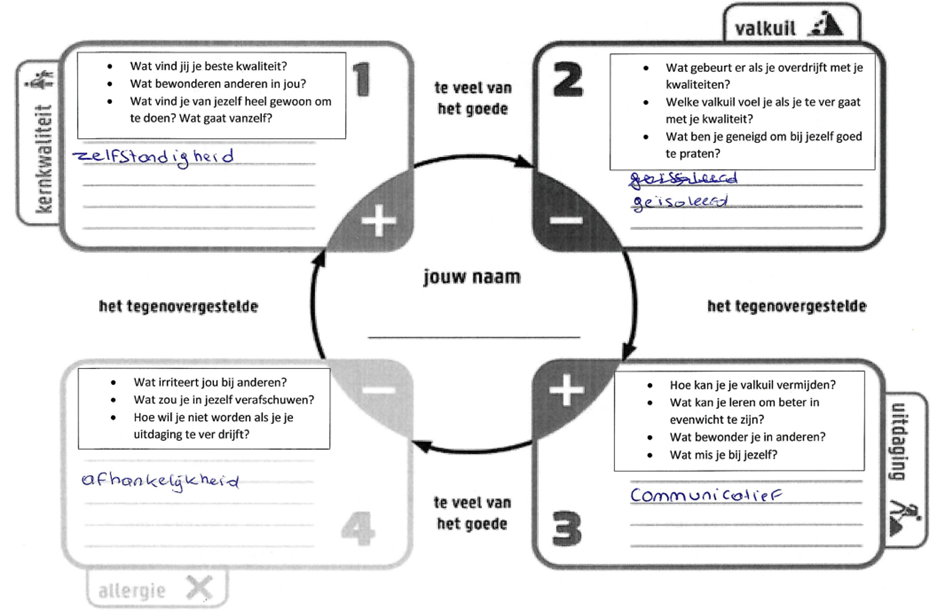 valkuil
kernkwaliteit
1
• Wat vind jij je beste kwaliteit?
• Wat bewonderen anderen in jou?
• Wat vind je van jezelf heel gewoon om
te doen? Wat gaat vanzelf?
zelfstandigheid
+
te veel van
het goede
2
• Wat gebeurt er als je overdrijft met je
kwaliteiten?
• Welke valkuil voel je als je te ver gaat
met je kwaliteit?
• Wat ben je geneigd om bij jezelf goed
te praten?
geïsoleerd
–
jouw naam
het tegenovergestelde
het tegenovergestelde
• Wat irriteert jou bij anderen?
• Wat zou je in jezelf verafschuwen?
• Hoe wil je niet worden als je je
uitdaging te ver drijft?
afhankelijkheid
–
4
allergie
te veel van
het goede
+
• Hoe kan je je valkuil vermijden?
• Wat kan je leren om beter in
evenwicht te zijn?
• Wat bewonder je in anderen?
• Wat mis je bij jezelf?
communicatief
3
uitdaging